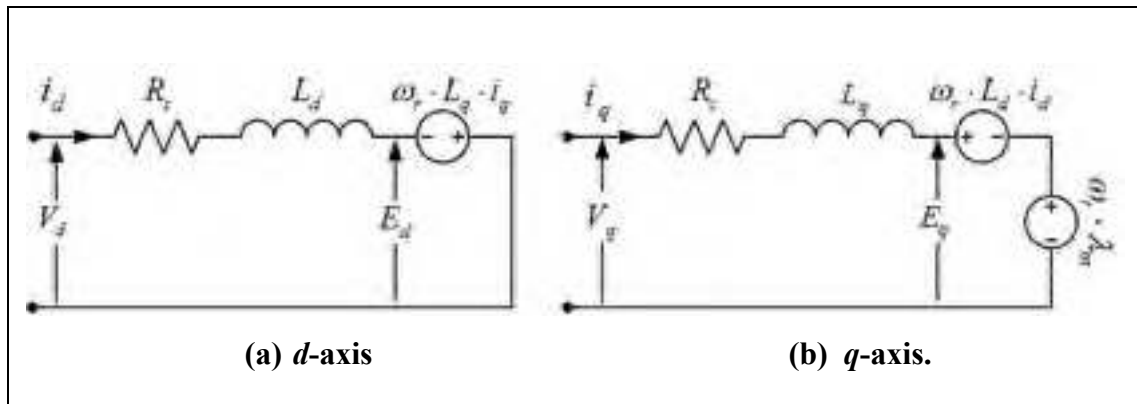 i_d R_s L_d ω_r · L_q · i_q
V_d E_d
(a) d-axis
i_q R_s L_q ω_r · L_d · i_d
V_q E_q ω_r · λ_m
(b) q-axis.